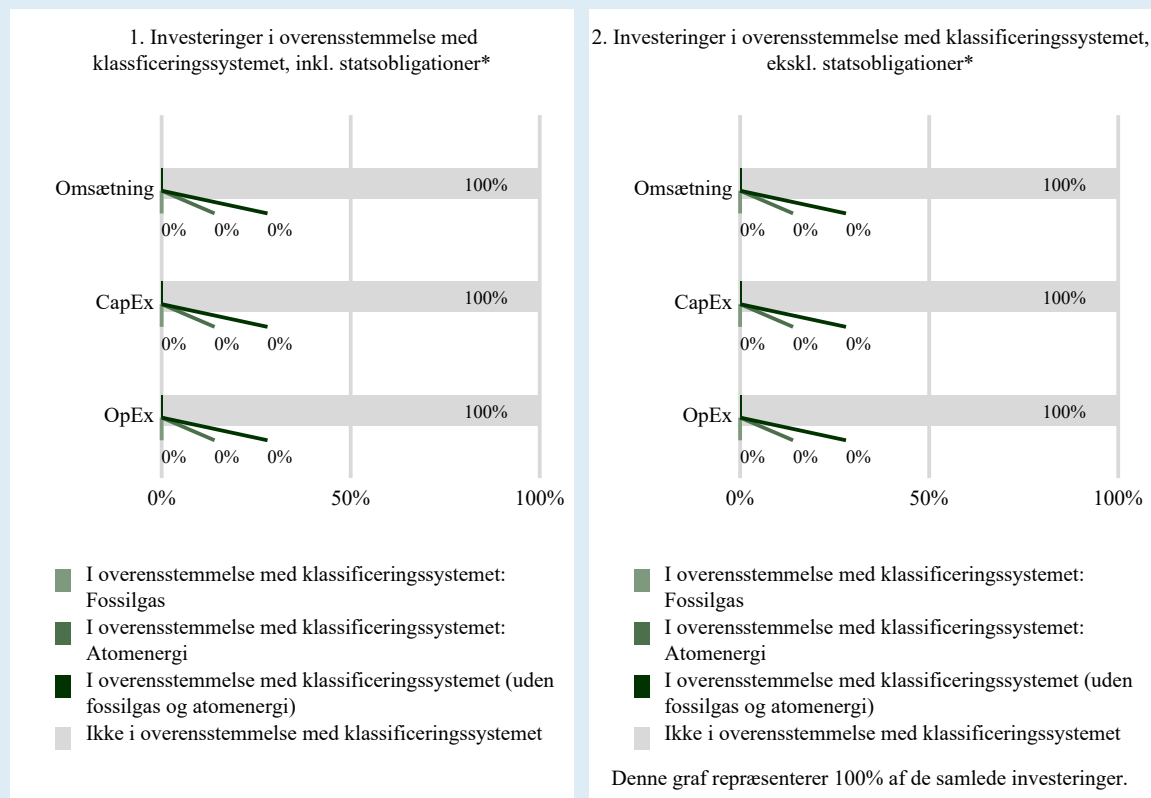 1. Investeringer i overensstemmelse med
klassficeringssystemet, inkl. statsobligationer*
Omsætning
100%
0% 0% 0%
CapEx
100%
0% 0% 0%
OpEx
100%
0% 0% 0%
0% 50% 100%
I overensstemmelse med klassificeringssystemet:
Fossilgas
I overensstemmelse med klassificeringssystemet:
Atomenergi
I overensstemmelse med klassificeringssystemet (uden
fossilgas og atomenergi)
Ikke i overensstemmelse med klassificeringssystemet
2. Investeringer i overensstemmelse med klassificeringssystemet,
ekskl. statsobligationer*
Omsætning
100%
0% 0% 0%
CapEx
100%
0% 0% 0%
OpEx
100%
0% 0% 0%
0% 50% 100%
I overensstemmelse med klassificeringssystemet:
Fossilgas
I overensstemmelse med klassificeringssystemet:
Atomenergi
I overensstemmelse med klassificeringssystemet (uden
fossilgas og atomenergi)
Ikke i overensstemmelse med klassificeringssystemet
Denne graf repræsenterer 100% af de samlede investeringer.